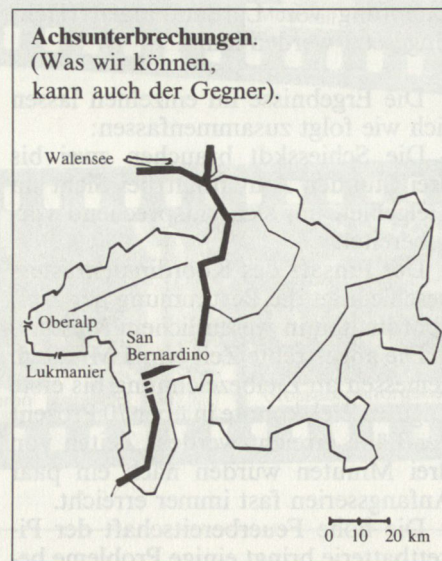 Achsunterbrechungen.
(Was wir können,
kann auch der Gegner).
Walensee
Oberalp
San
Bernardino
Lukmanier
0 10 20 km